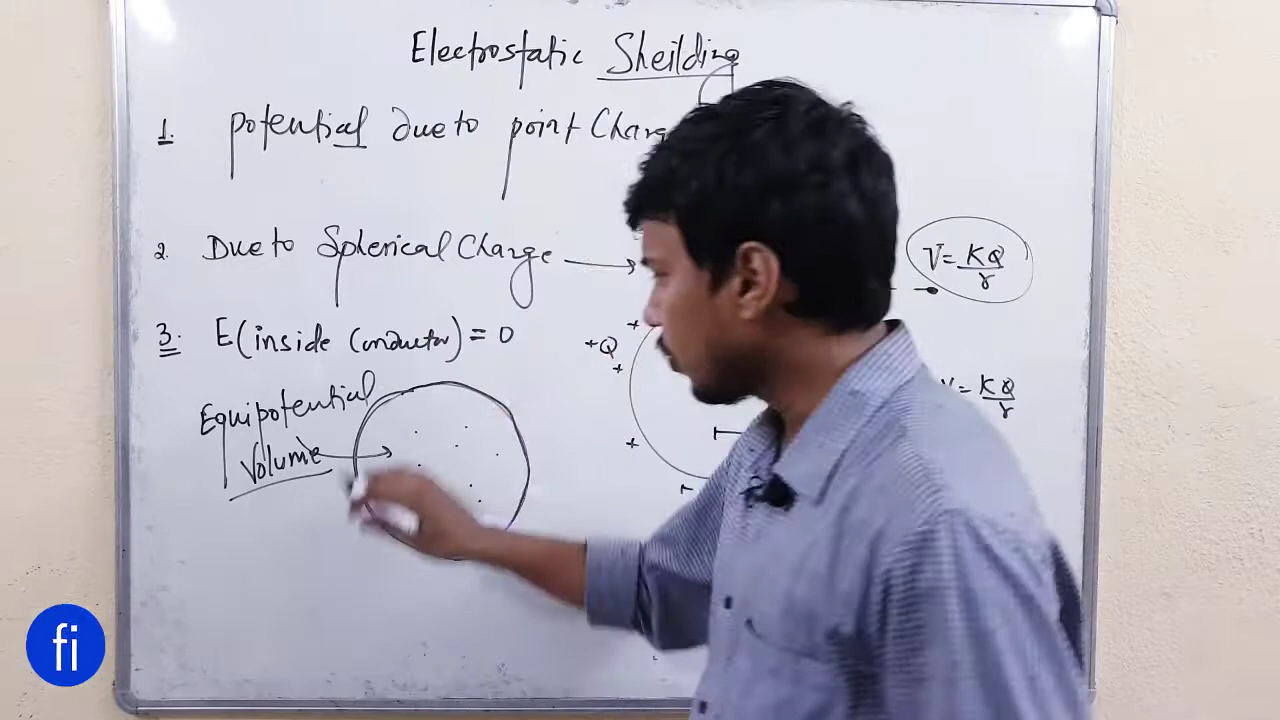 Electrostatic Sheilding
1. potential due to point Charg
2. Due to Spherical Charge
V= KQ/r
3. E(inside conductor) = 0
+Q
= KQ/r
Equipotential
Volume
fi